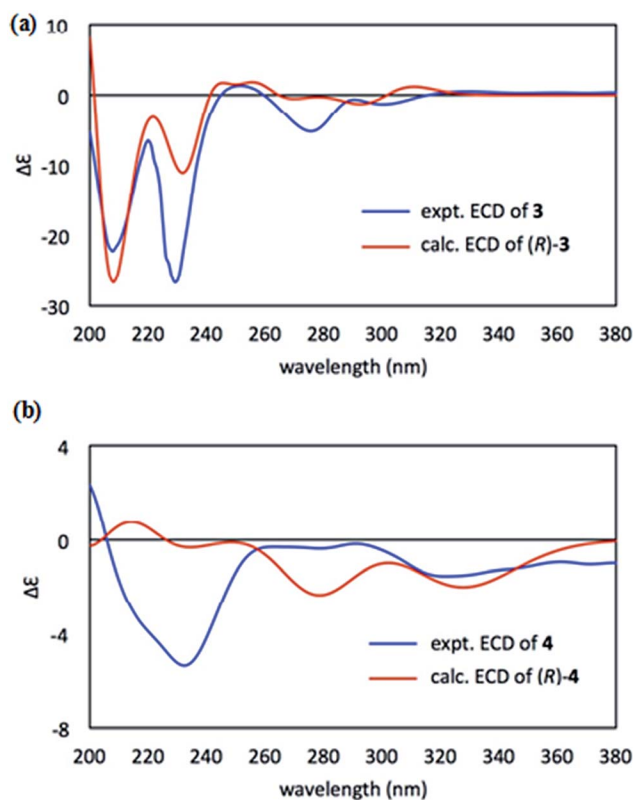 (a)
10
0
-10
-20
-30
Δε
expt. ECD of 3
calc. ECD of (R)-3
200 220 240 260 280 300 320 340 360 380
wavelength (nm)
(b)
4
0
-4
-8
Δε
expt. ECD of 4
calc. ECD of (R)-4
200 220 240 260 280 300 320 340 360 380
wavelength (nm)